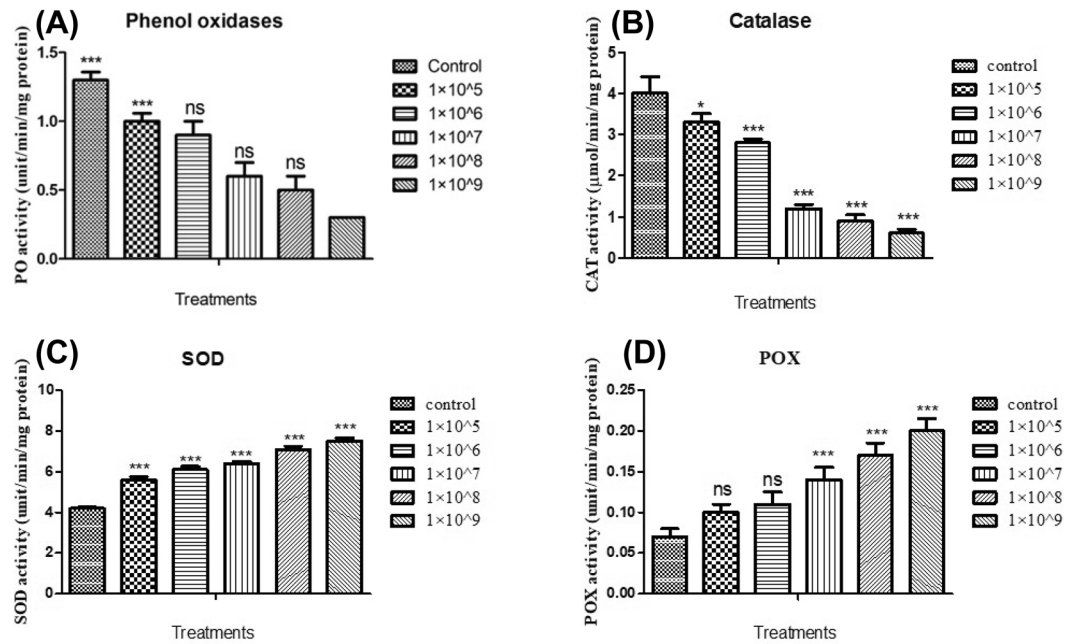 (A)
Phenol oxidases
PO activity (unit/min/mg protein)
1.5
1.0
0.5
0.0
***
***
ns
ns
ns
Control
1×10^5
1×10^6
1×10^7
1×10^8
1×10^9
Treatments
(B)
Catalase
CAT activity (μmol/min/mg protein)
5
4
3
2
1
0
*
***
***
***
***
control
1×10^5
1×10^6
1×10^7
1×10^8
1×10^9
Treatments
(C)
SOD
SOD activity (unit/min/mg protein)
10
8
6
4
2
0
***
***
***
***
***
control
1×10^5
1×10^6
1×10^7
1×10^8
1×10^9
Treatments
(D)
POX
POX activity (unit/min/mg protein)
0.25
0.20
0.15
0.10
0.05
0.00
ns
ns
***
***
***
control
1×10^5
1×10^6
1×10^7
1×10^8
1×10^9
Treatments